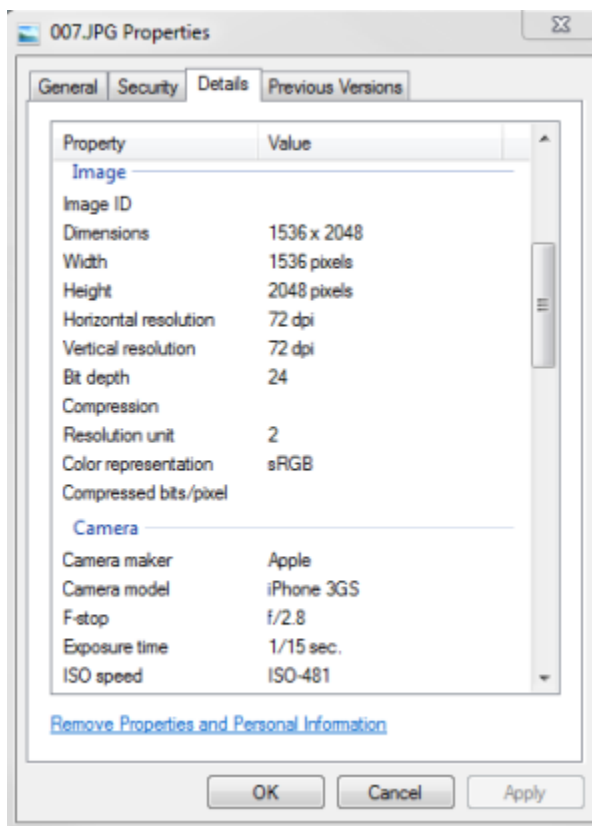 007.JPG Properties
General Security Details Previous Versions
Property Value
Image
Image ID
Dimensions 1536 x 2048
Width 1536 pixels
Height 2048 pixels
Horizontal resolution 72 dpi
Vertical resolution 72 dpi
Bit depth 24
Compression
Resolution unit 2
Color representation sRGB
Compressed bits/pixel
Camera
Camera maker Apple
Camera model iPhone 3GS
F-stop f/2.8
Exposure time 1/15 sec.
ISO speed ISO-481
Remove Properties and Personal Information
OK Cancel Apply